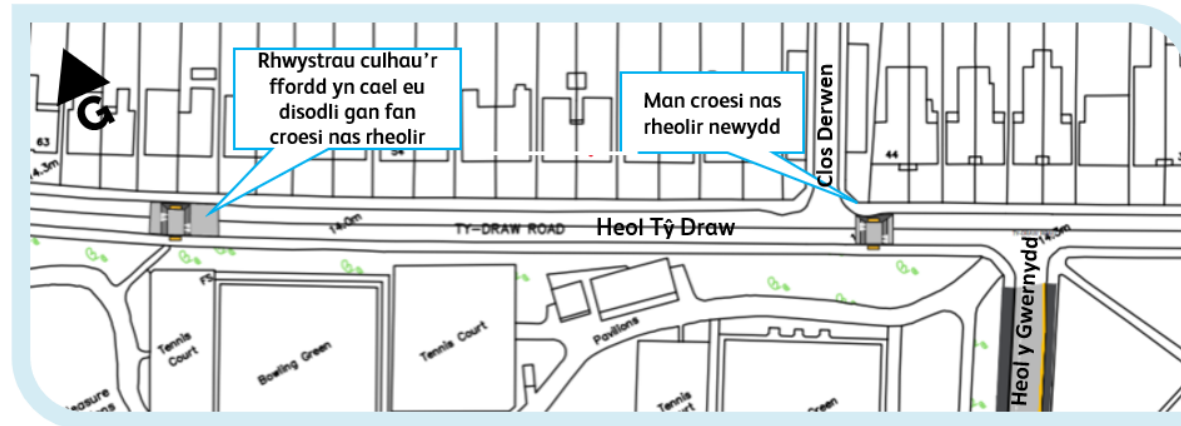 G
Rhwystrau culhau'r
ffordd yn cael eu
disodli gan fan
croesi nas rheolir
Man croesi nas
rheolir newydd
Clos Derwen
63
54
44
14.3m
14.0m
TY-DRAW ROAD
Heol Tŷ Draw
14.3m
FS
Tennis
Court
Bowling Green
Tennis Court
Pavilions
Tennis
Green
Heol y Gwernydd